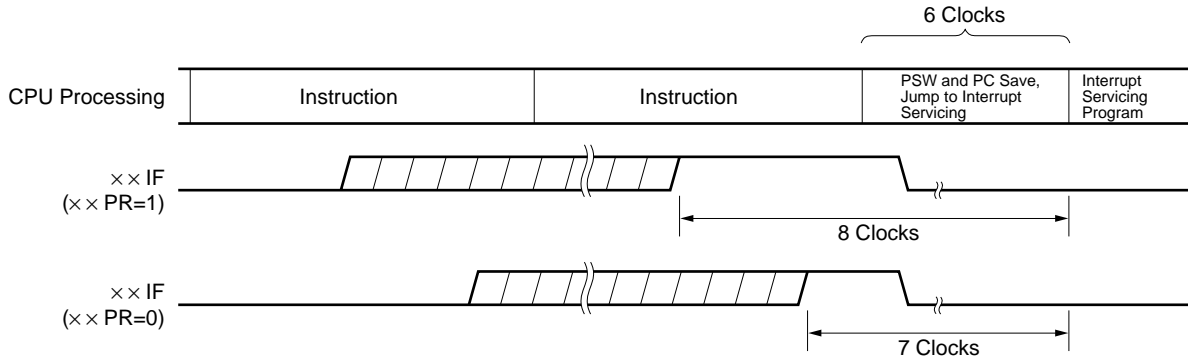 6 Clocks
CPU Processing
Instruction
Instruction
PSW and PC Save,
Jump to Interrupt
Servicing
Interrupt
Servicing
Program
×× IF
(×× PR=1)
8 Clocks
×× IF
(×× PR=0)
7 Clocks